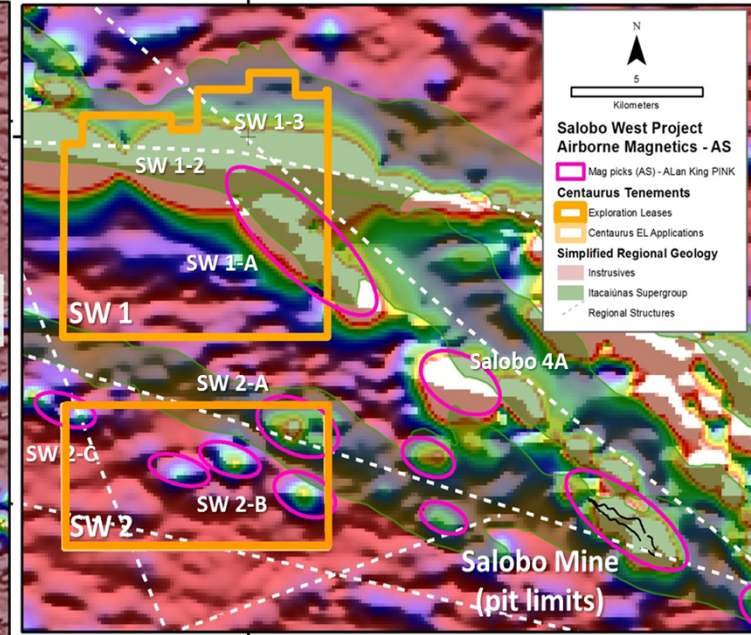 N
5
Kilometers
Salobo West Project
Airborne Magnetics - AS
Mag picks (AS) - ALan King PINK
Centaurus Tenements
Exploration Leases
Centaurus EL Applications
Simplified Regional Geology
Instrusives
Itacaiúnas Supergroup
Regional Structures
SW 1-3
SW 1-2
SW 1-A
SW 1
SW 2-A
Salobo 4A
SW 2-C
SW 2-B
SW 2
Salobo Mine
(pit limits)